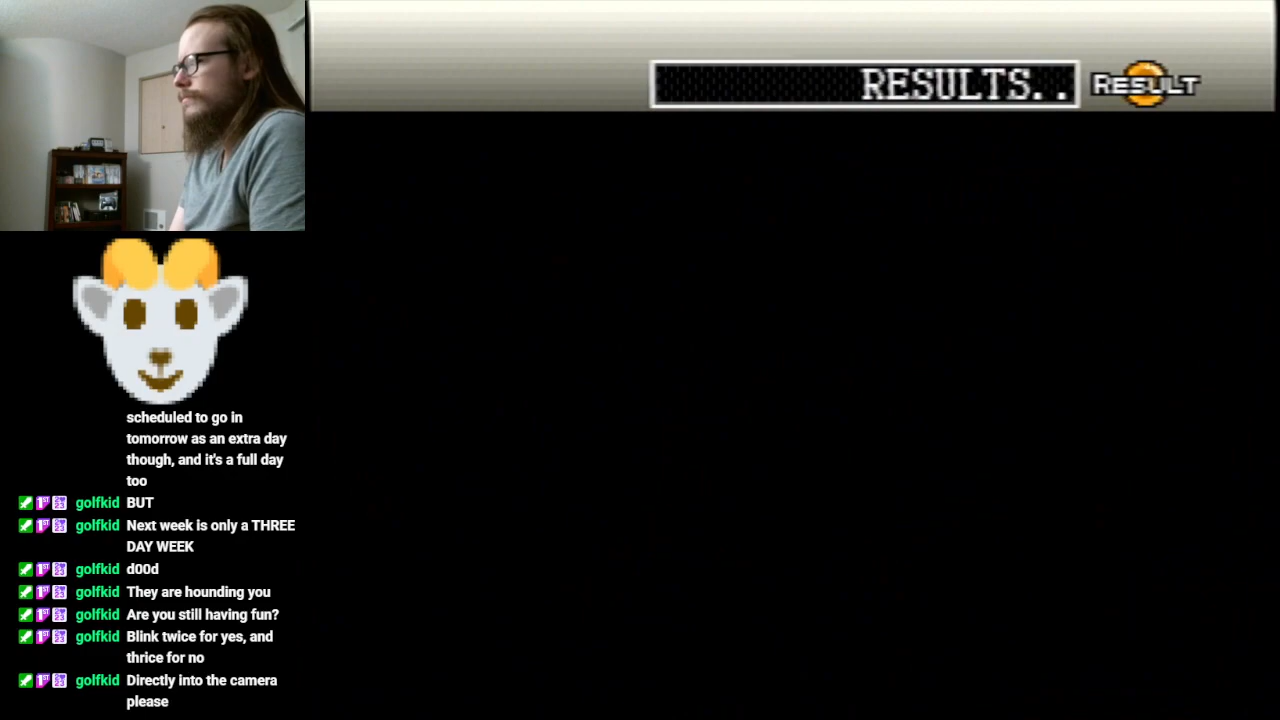 RESULTS..
RESULT
scheduled to go in
tomorrow as an extra day
though, and it's a full day
too
golfkid BUT
golfkid Next week is only a THREE
DAY WEEK
golfkid d00d
golfkid They are hounding you
golfkid Are you still having fun?
golfkid Blink twice for yes, and
thrice for no
golfkid Directly into the camera
please